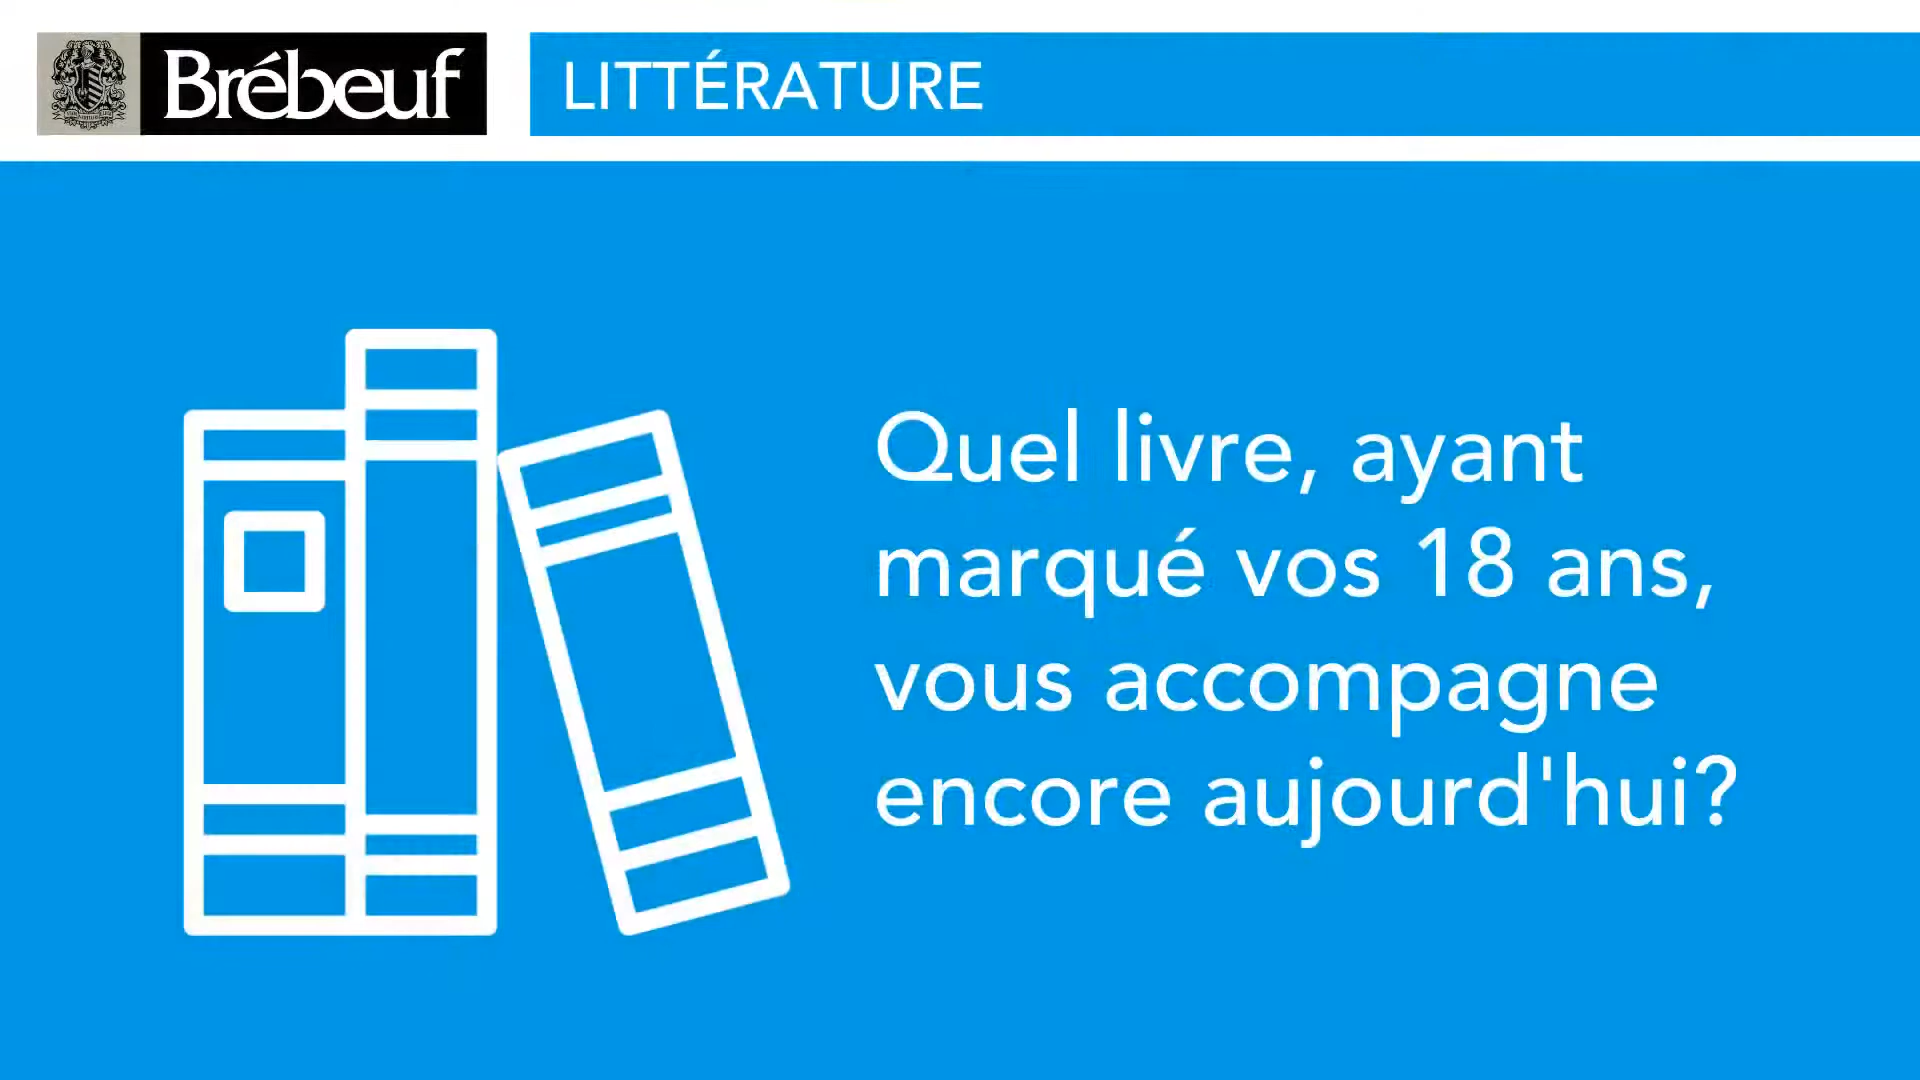 Brébeuf
LITTÉRATURE
Quel livre, ayant
marqué vos 18 ans,
vous accompagne
encore aujourd'hui?